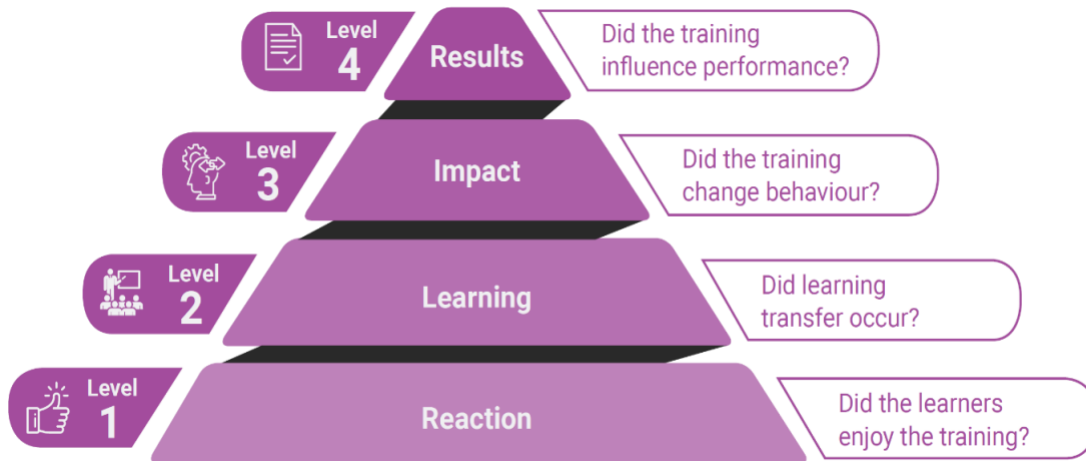 Level
4
Results
Did the training
influence performance?
Level
3
Impact
Did the training
change behaviour?
Level
2
Learning
Did learning
transfer occur?
Level
1
Reaction
Did the learners
enjoy the training?